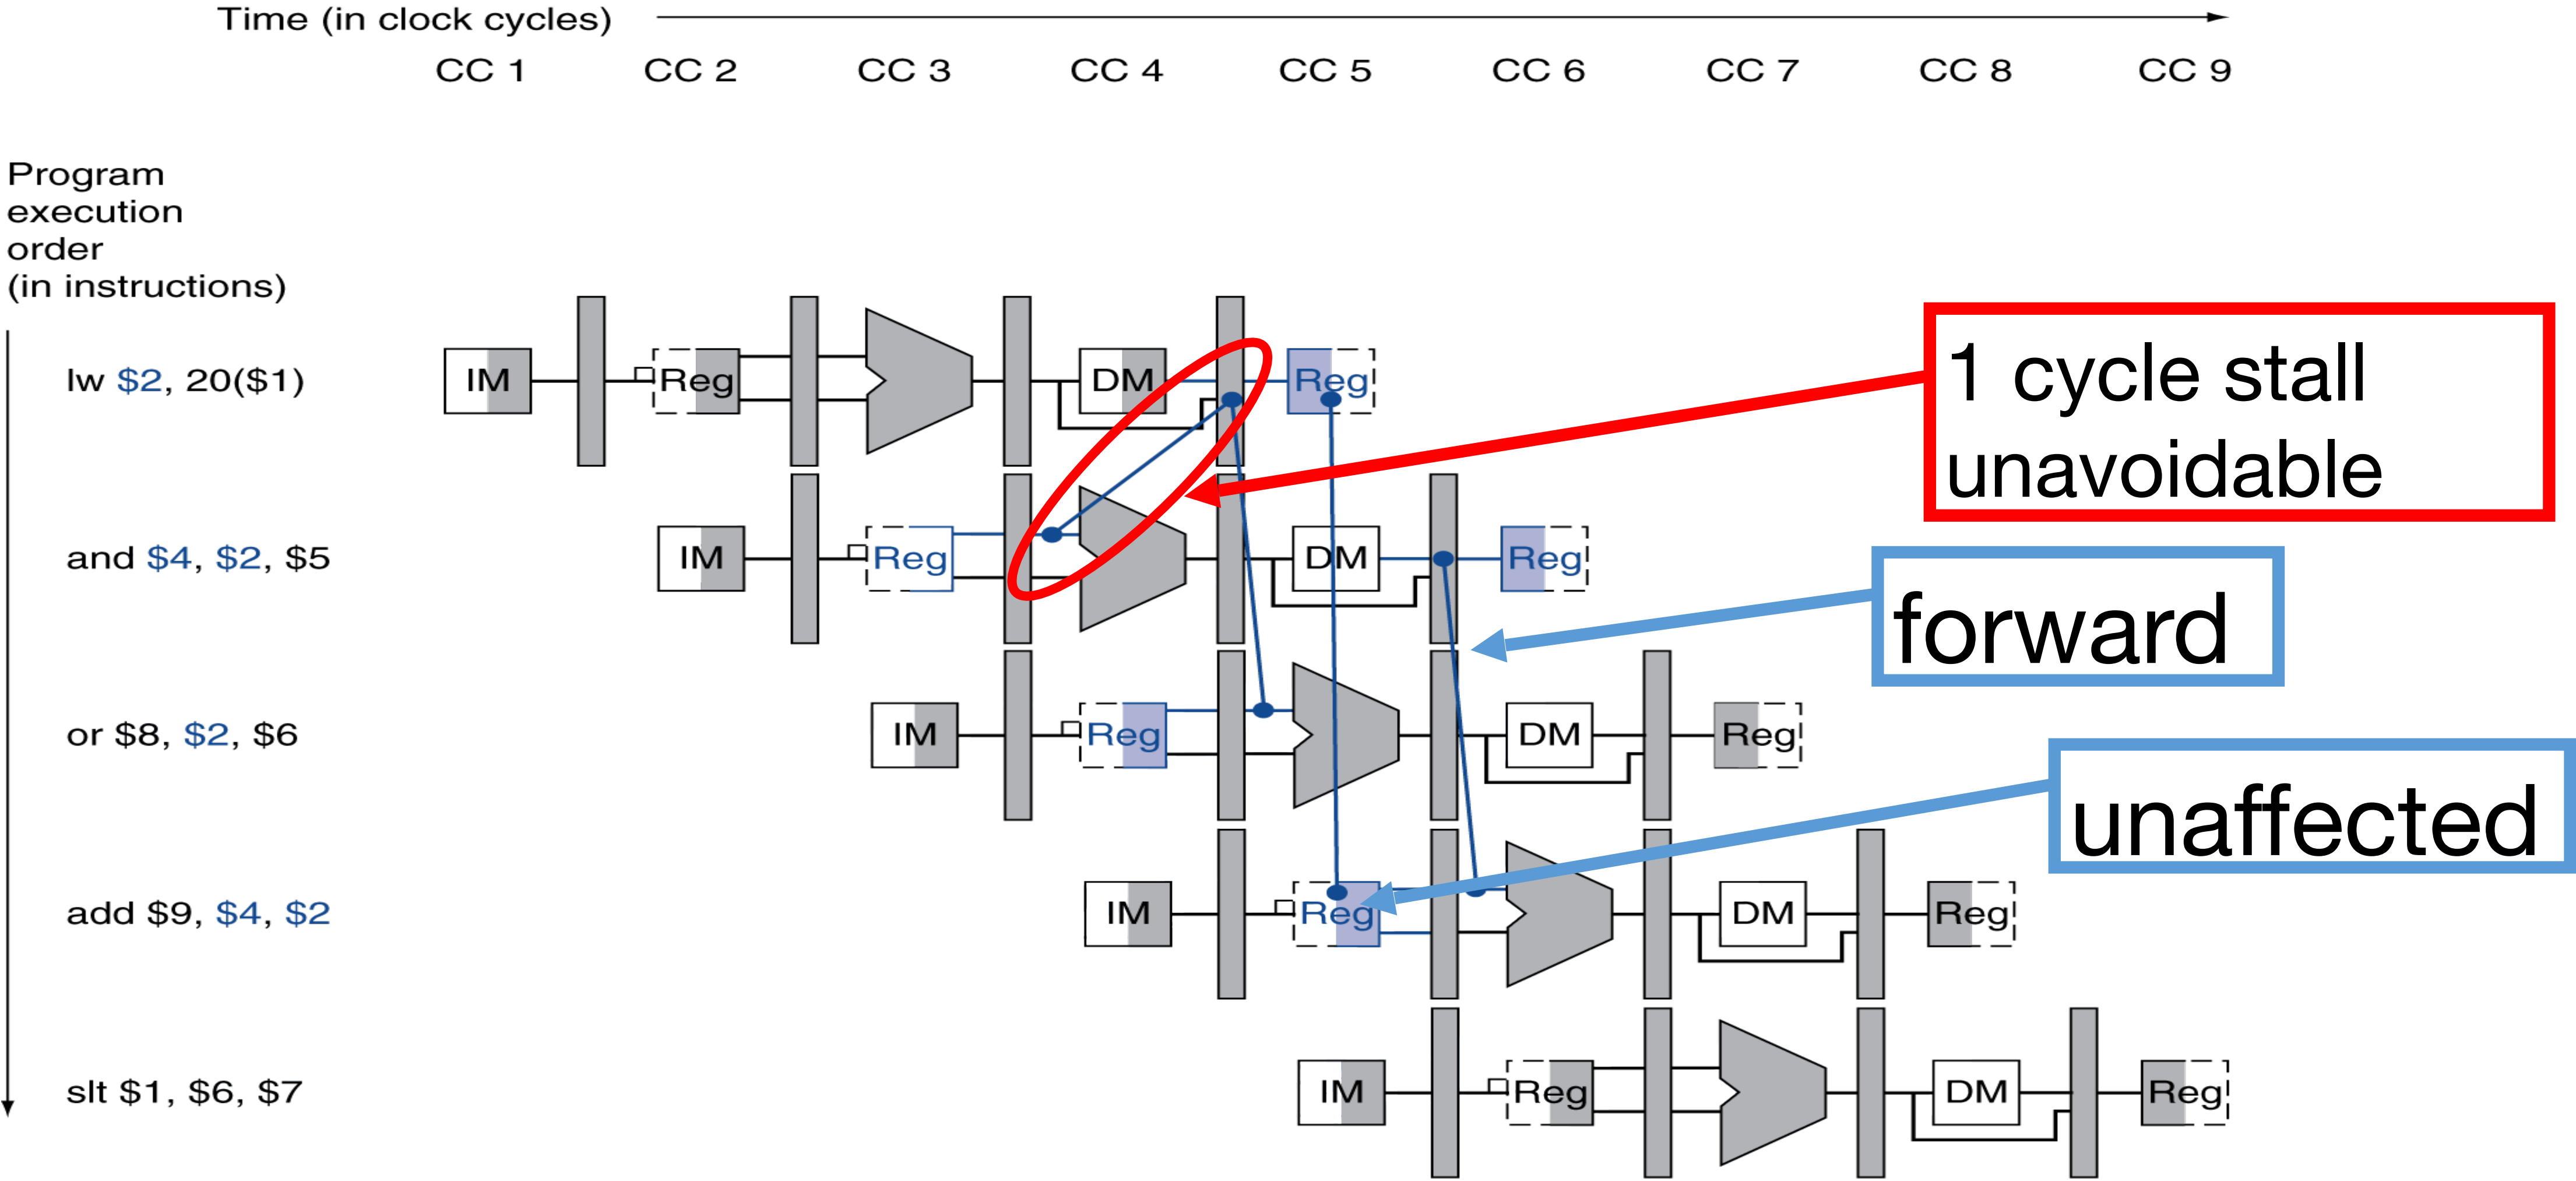 Time (in clock cycles)
CC 1 CC 2 CC 3 CC 4 CC 5 CC 6 CC 7 CC 8 CC 9
Program
execution
order
(in instructions)
lw $2, 20($1)
IM Reg DM Reg
1 cycle stall
unavoidable
and $4, $2, $5
IM Reg DM Reg
forward
or $8, $2, $6
IM Reg DM Reg
unaffected
add $9, $4, $2
IM Reg DM Reg
slt $1, $6, $7
IM Reg DM Reg